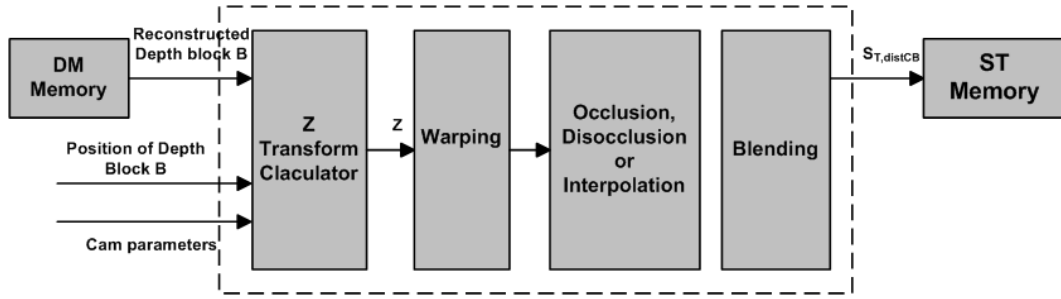 Reconstructed
Depth block B
DM
Memory
Position of Depth
Block B
Cam parameters
Z
Transform
Claculator
Z
Warping
Occlusion,
Disocclusion
or
Interpolation
Blending
ST,distCB
ST
Memory